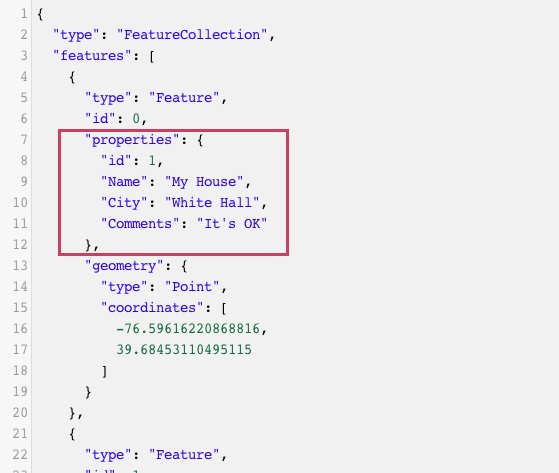 1 {
2   "type": "FeatureCollection",
3   "features": [
4     {
5       "type": "Feature",
6       "id": 0,
7       "properties": {
8         "id": 1,
9         "Name": "My House",
10         "City": "White Hall",
11         "Comments": "It's OK"
12       },
13       "geometry": {
14         "type": "Point",
15         "coordinates": [
16           -76.59616220868816,
17           39.68453110495115
18         ]
19       }
20     },
21     {
22       "type": "Feature",